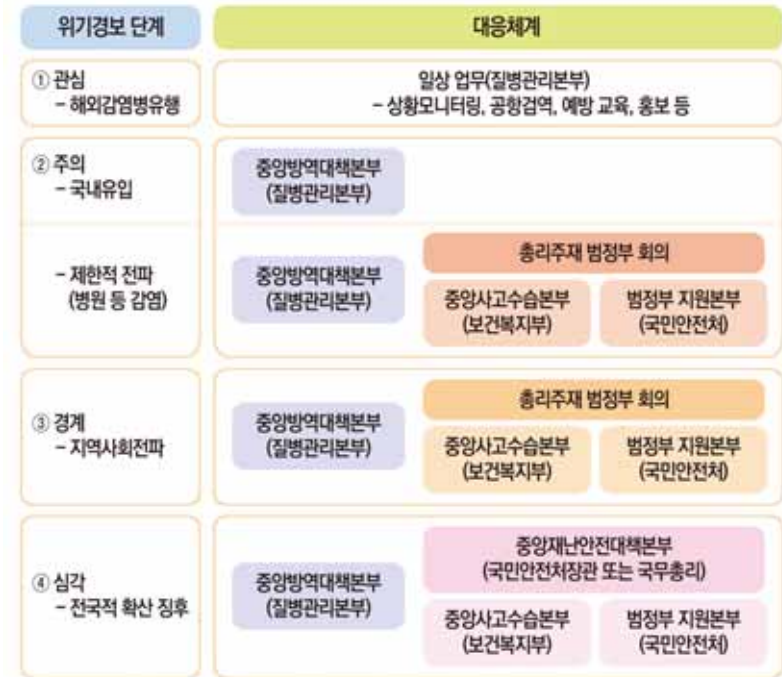 위기경보 단계
대응체계
① 관심
– 해외감염병유행
일상 업무(질병관리본부)
– 상황모니터링, 공항검역, 예방 교육, 홍보 등
② 주의
– 국내유입
중앙방역대책본부
(질병관리본부)
– 제한적 전파
(병원 등 감염)
중앙방역대책본부
(질병관리본부)
총리주재 범정부 회의
중앙사고수습본부
(보건복지부)
범정부 지원본부
(국민안전처)
③ 경계
– 지역사회전파
중앙방역대책본부
(질병관리본부)
총리주재 범정부 회의
중앙사고수습본부
(보건복지부)
범정부 지원본부
(국민안전처)
④ 심각
– 전국적 확산 징후
중앙방역대책본부
(질병관리본부)
중앙재난안전대책본부
(국민안전처장관 또는 국무총리)
중앙사고수습본부
(보건복지부)
범정부 지원본부
(국민안전처)